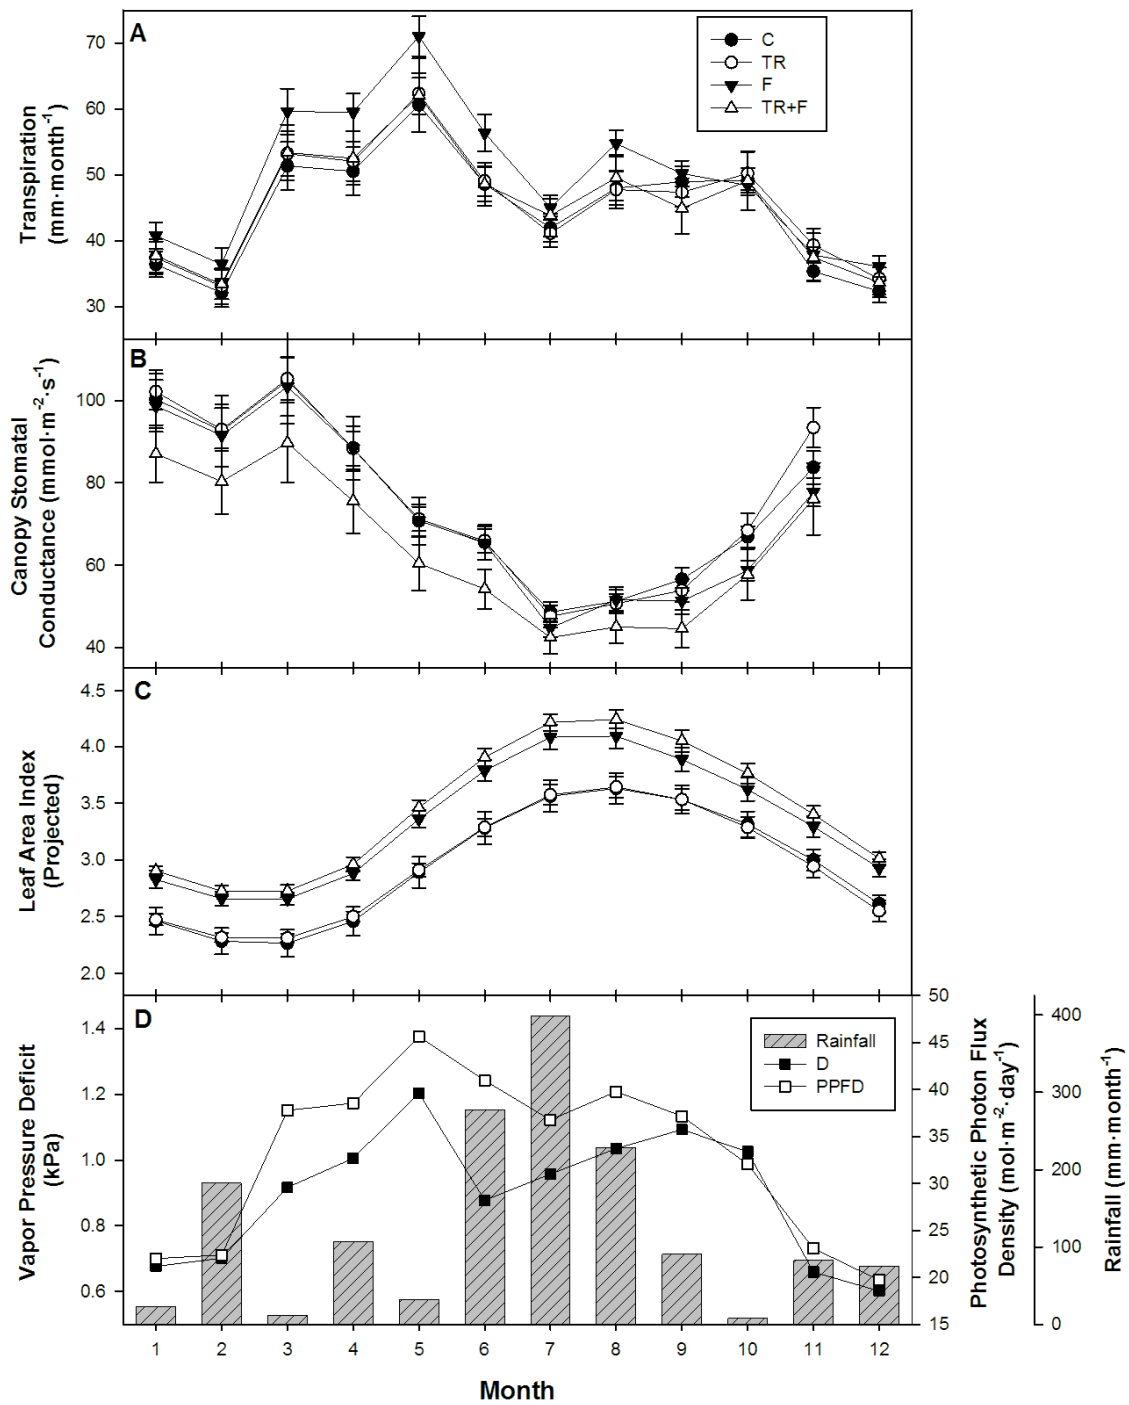 A
C
TR
F
TR+F
Transpiration
(mm·month-1)
70
60
50
40
30
B
Canopy Stomatal
Conductance (mmol·m-2·s-1)
100
80
60
40
C
Leaf Area Index
(Projected)
4.5
4.0
3.5
3.0
2.5
2.0
D
Rainfall
D
PPFD
Vapor Pressure Deficit
(kPa)
1.4
1.2
1.0
0.8
0.6
50
45
40
35
30
25
20
15
Photosynthetic Photon Flux
Density (mol·m-2·day-1)
400
300
200
100
0
Rainfall (mm·month-1)
1 2 3 4 5 6 7 8 9 10 11 12
Month